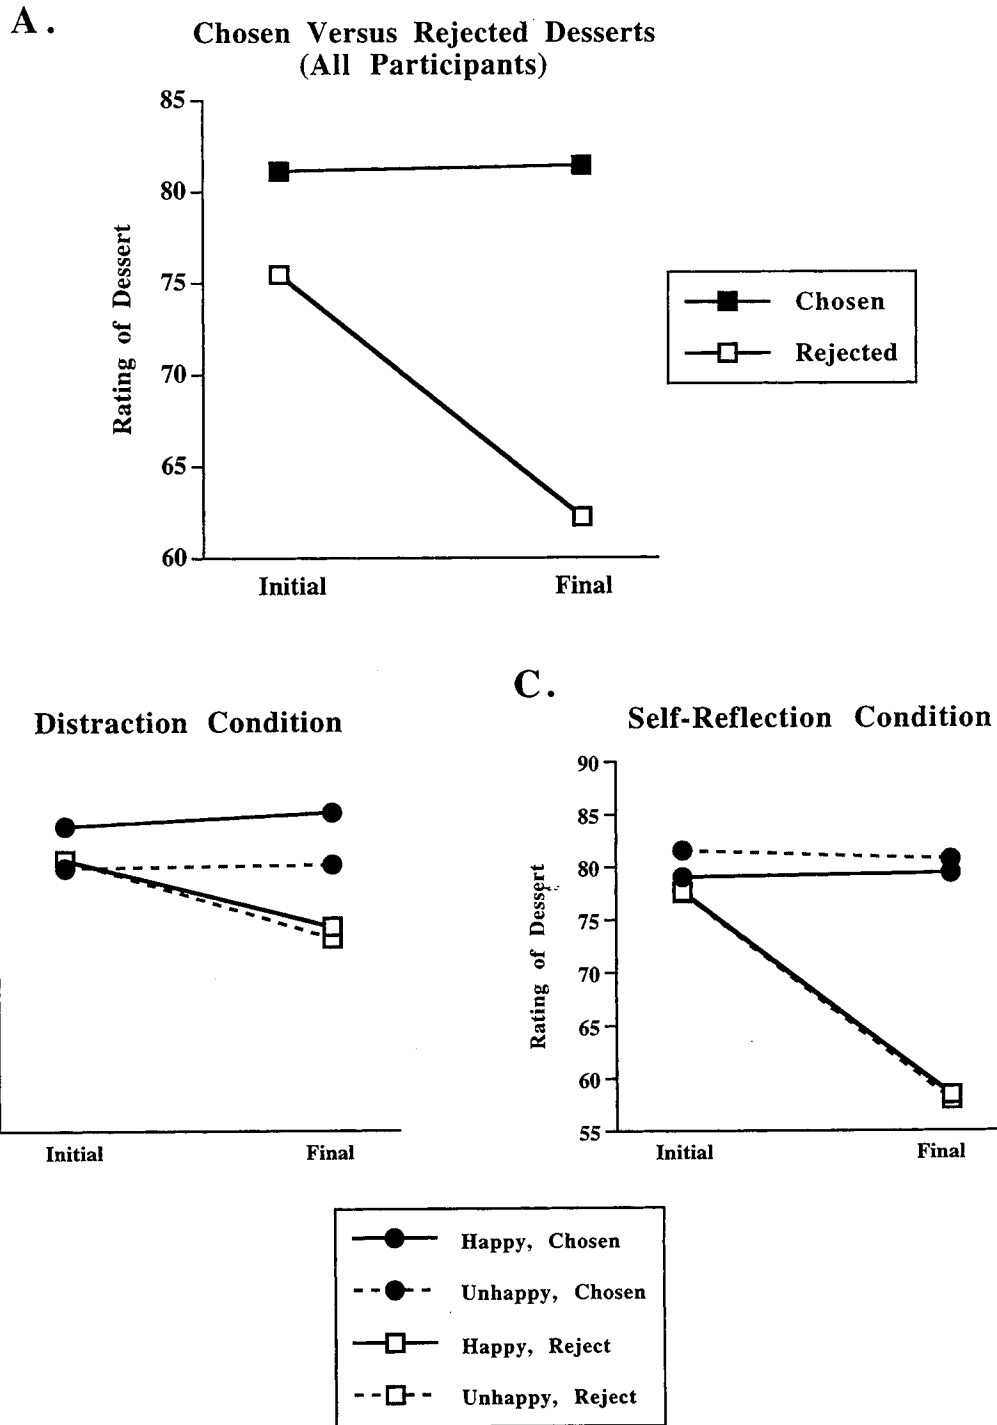 A.
Chosen Versus Rejected Desserts
(All Participants)
85
80
75
70
65
60
Rating of Dessert
Initial
Final
Chosen
Rejected
Distraction Condition
Initial
Final
C.
Self-Reflection Condition
90
85
80
75
70
65
60
55
Rating of Dessert
Initial
Final
Happy, Chosen
Unhappy, Chosen
Happy, Reject
Unhappy, Reject